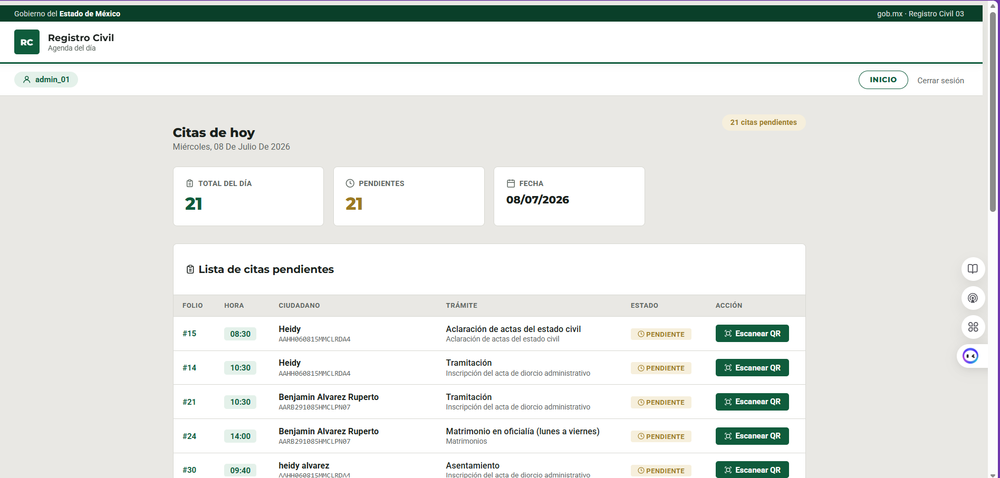 Gobierno del Estado de México
gob.mx · Registro Civil 03
RC
Registro Civil
Agenda del día
admin_01
INICIO
Cerrar sesión
Citas de hoy
Miércoles, 08 De Julio De 2026
21 citas pendientes
TOTAL DEL DÍA
21
PENDIENTES
21
FECHA
08/07/2026
Lista de citas pendientes
FOLIO HORA CIUDADANO TRÁMITE ESTADO ACCIÓN
#15 08:30 Heidy Aclaración de actas del estado civil PENDIENTE Escanear QR
AAHH060815MMCLRDA4 Aclaración de actas del estado civil
#14 10:30 Heidy Tramitación PENDIENTE Escanear QR
AAHH060815MMCLRDA4 Inscripción del acta de diorcio administrativo
#21 10:30 Benjamin Alvarez Ruperto Tramitación PENDIENTE Escanear QR
AARB291085HMCLPN07 Inscripción del acta de diorcio administrativo
#24 14:00 Benjamin Alvarez Ruperto Matrimonio en oficialía (lunes a viernes) PENDIENTE Escanear QR
AARB291085HMCLPN07 Matrimonios
#30 09:40 heidy alvarez Asentamiento PENDIENTE Escanear QR
AAHH060815MMCLRDA4 Inscripción del acta de diorcio administrativo